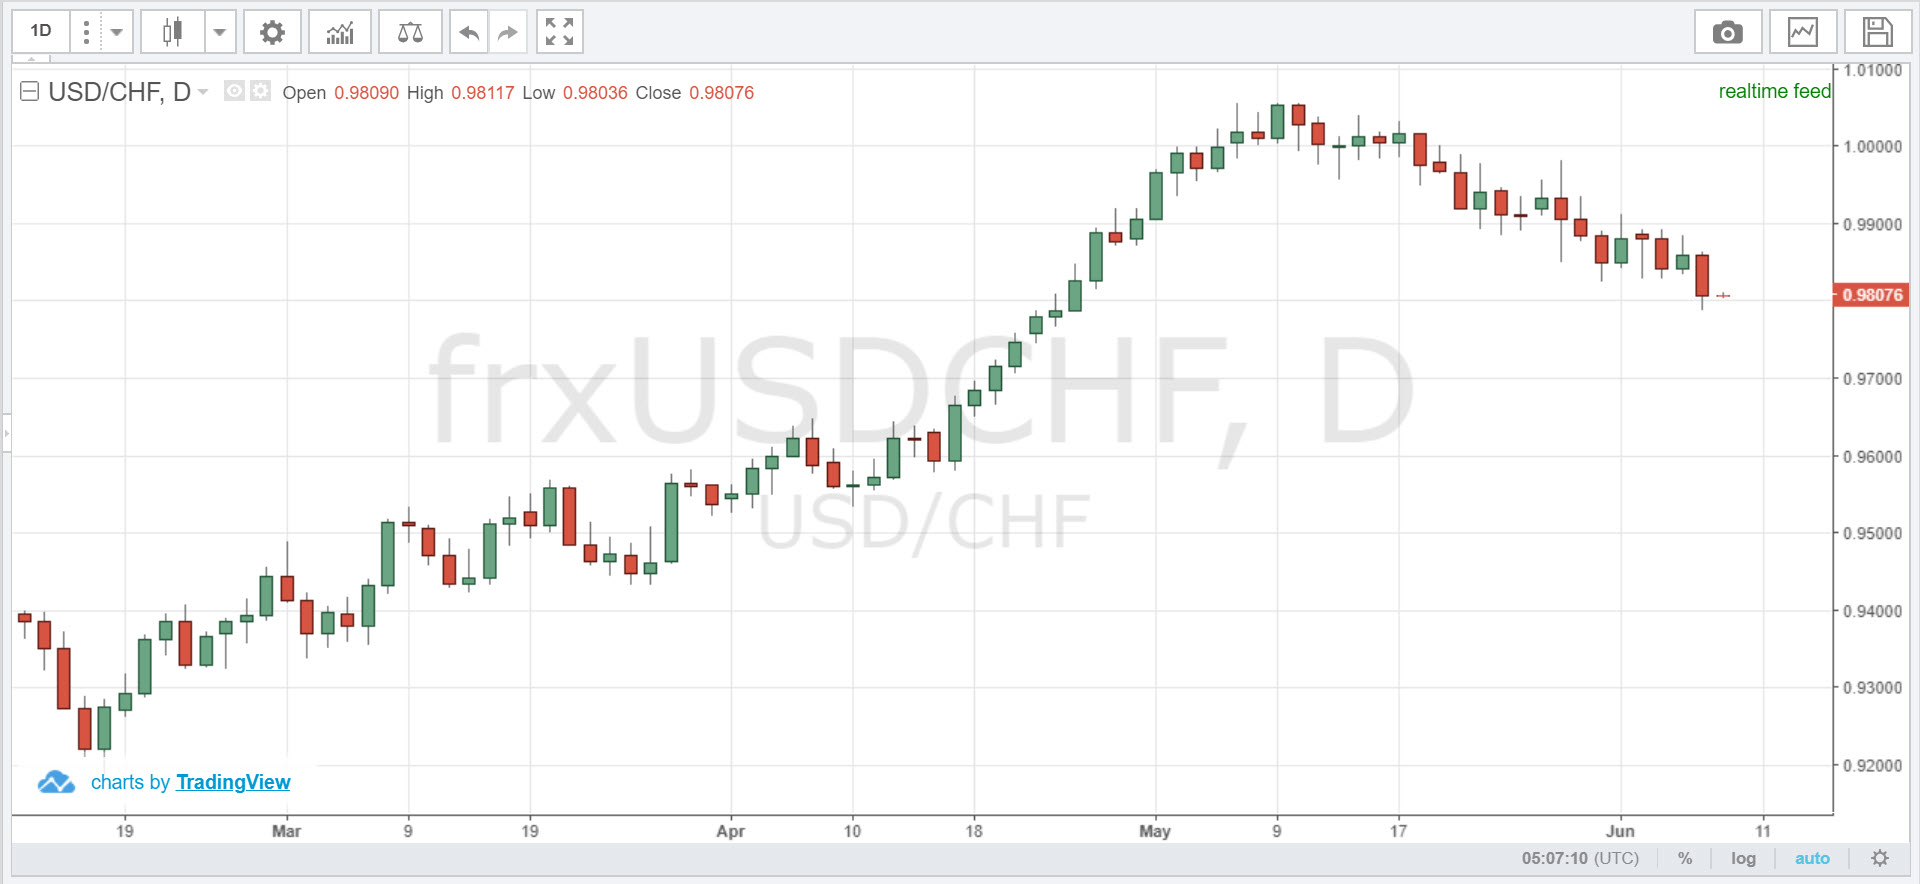 1D
USD/CHF, D Open 0.98090 High 0.98117 Low 0.98036 Close 0.98076
realtime feed
1.01000
1.00000
0.99000
0.98076
0.97000
0.96000
0.95000
0.94000
0.93000
0.92000
frxUSDCHF, D
USD/CHF
charts by TradingView
19 Mar 9 19 Apr 10 18 May 9 17 Jun 11
05:07:10 (UTC) % log auto